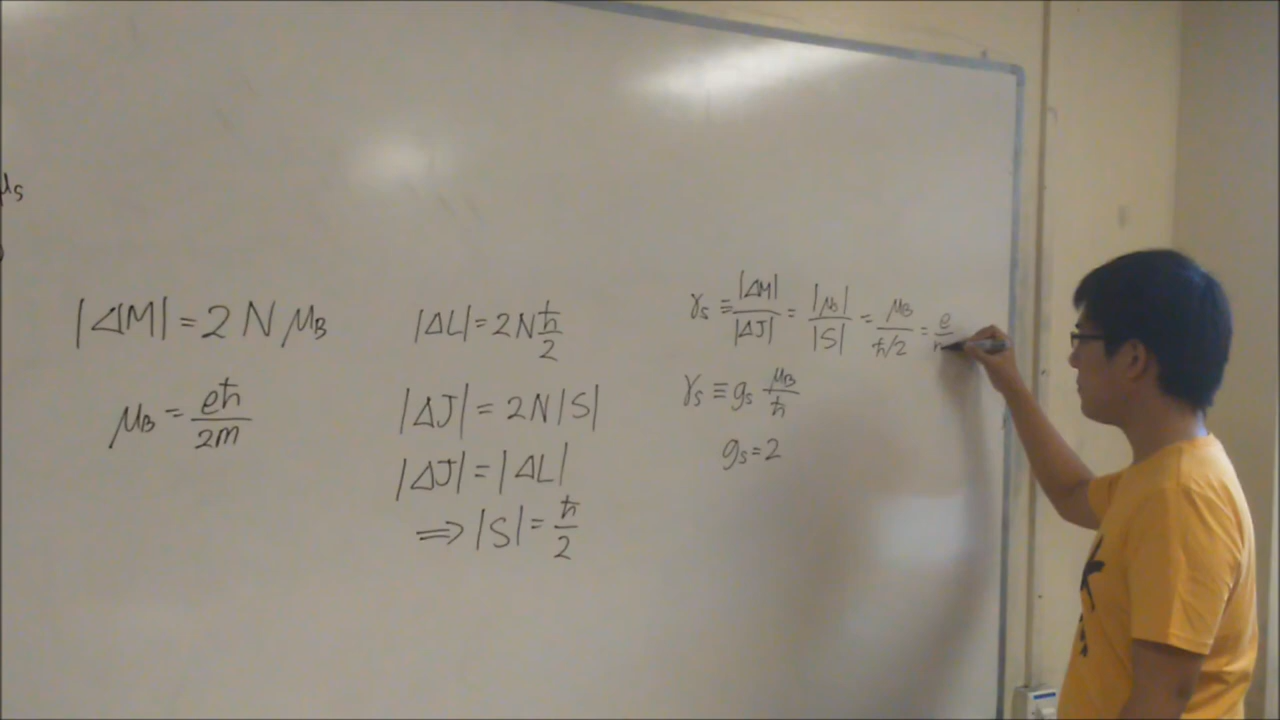 μs
|ΔM| = 2 N μB
μB = eħ/2m
|ΔL| = 2N ħ/2
|ΔJ| = 2N|S|
|ΔJ| = |ΔL|
⟹ |S| = ħ/2
γs ≡ |ΔM|/|ΔJ| = |μs|/|S| = μB/ħ/2 = e/m
γs ≡ gs μB/ħ
gs = 2